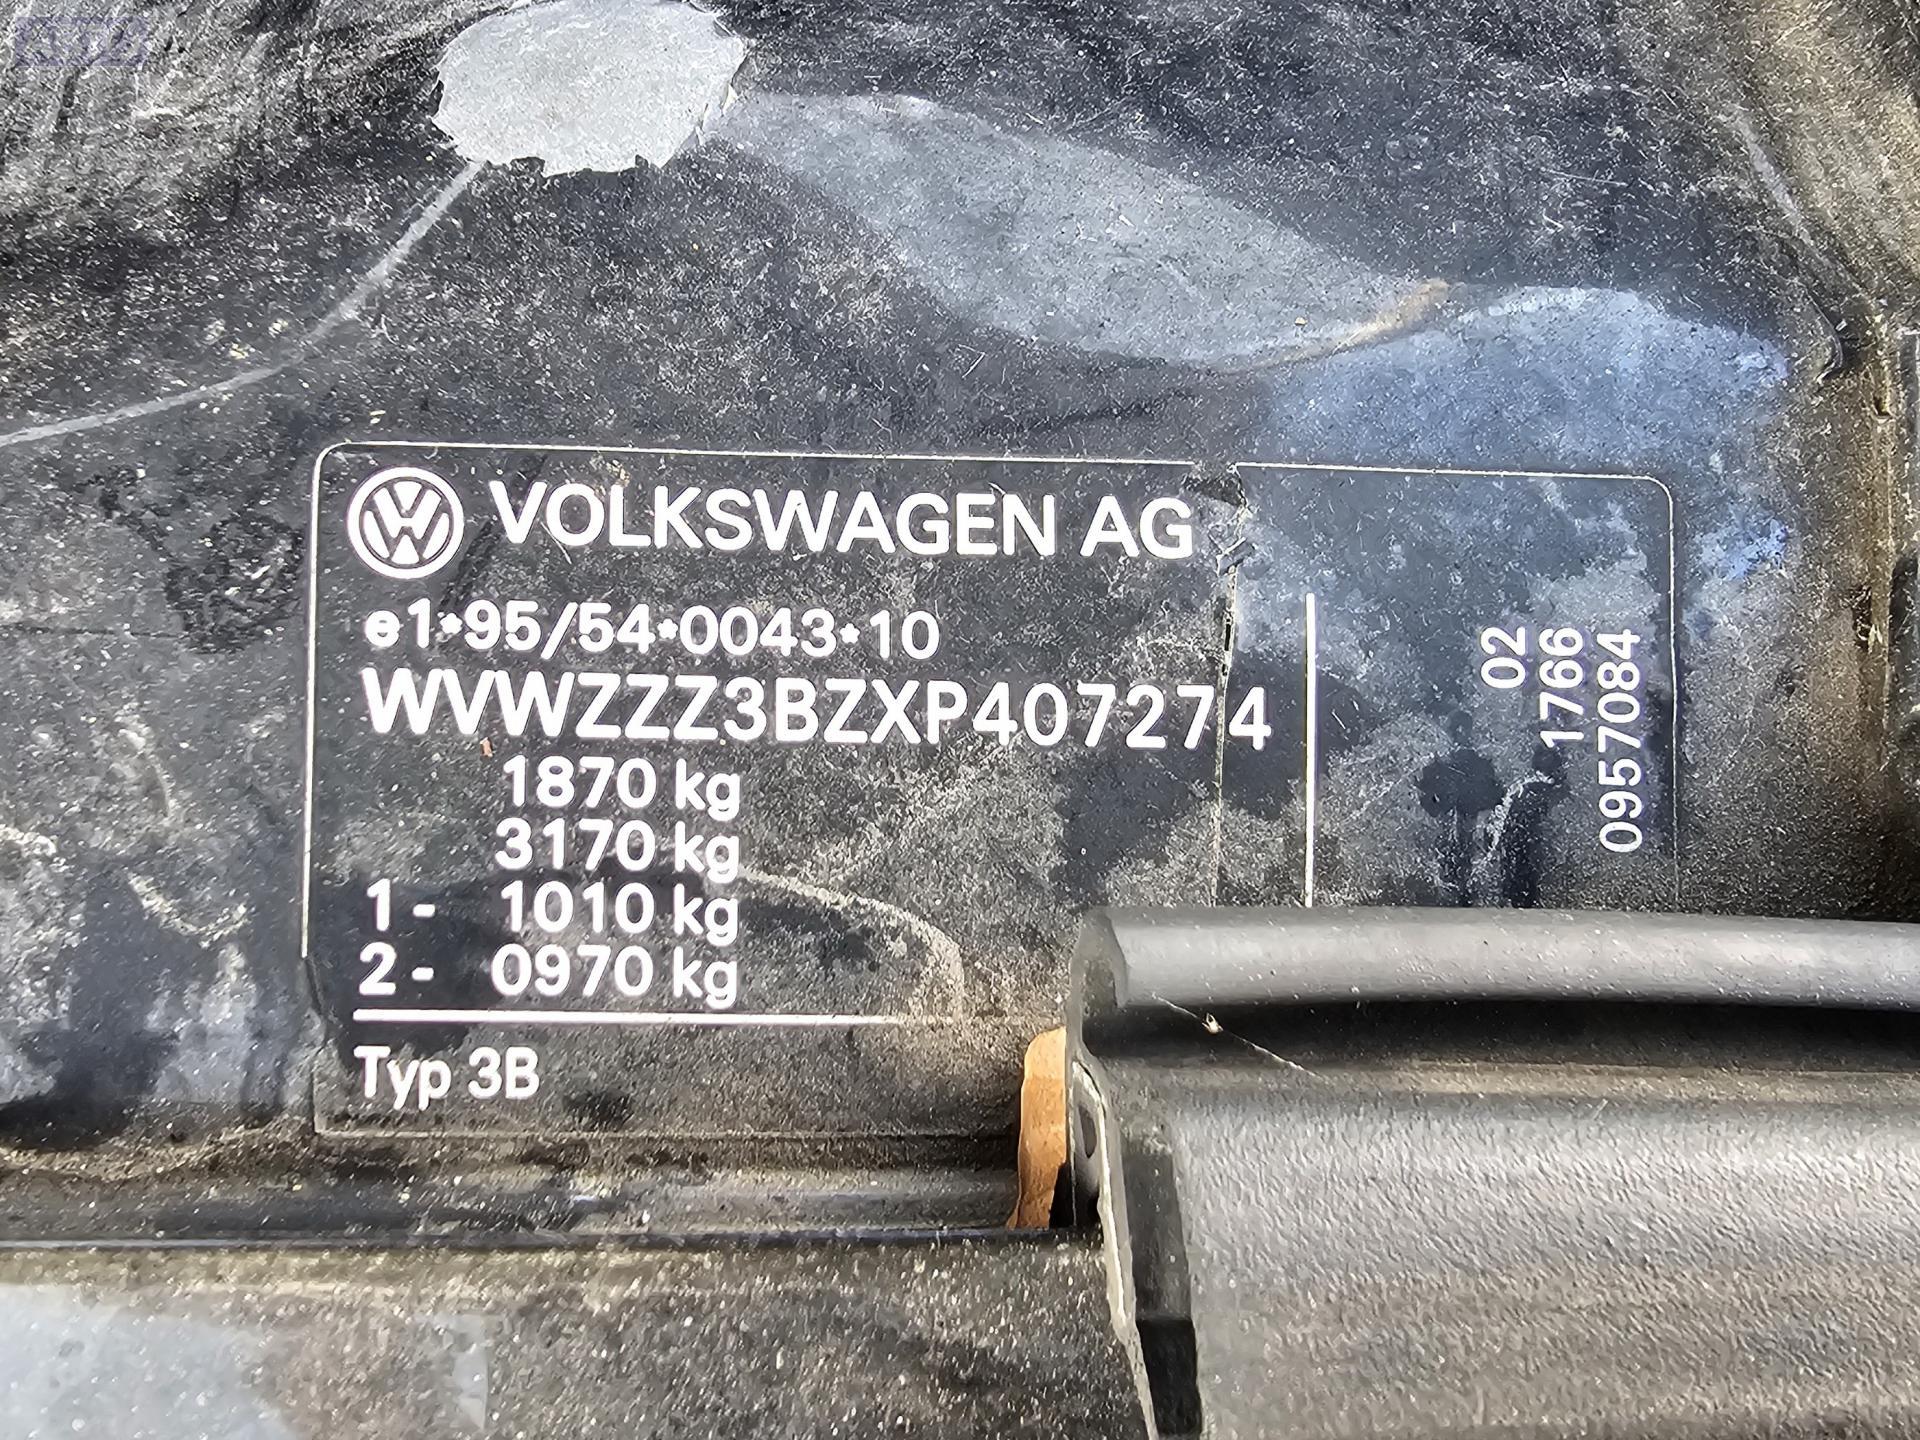 VOLKSWAGEN AG
e1*95/54*0043*10
WVWZZZ3BZXP407274
1870 kg
3170 kg
1- 1010 kg
2- 0970 kg
Typ 3B
02
1766
0957084